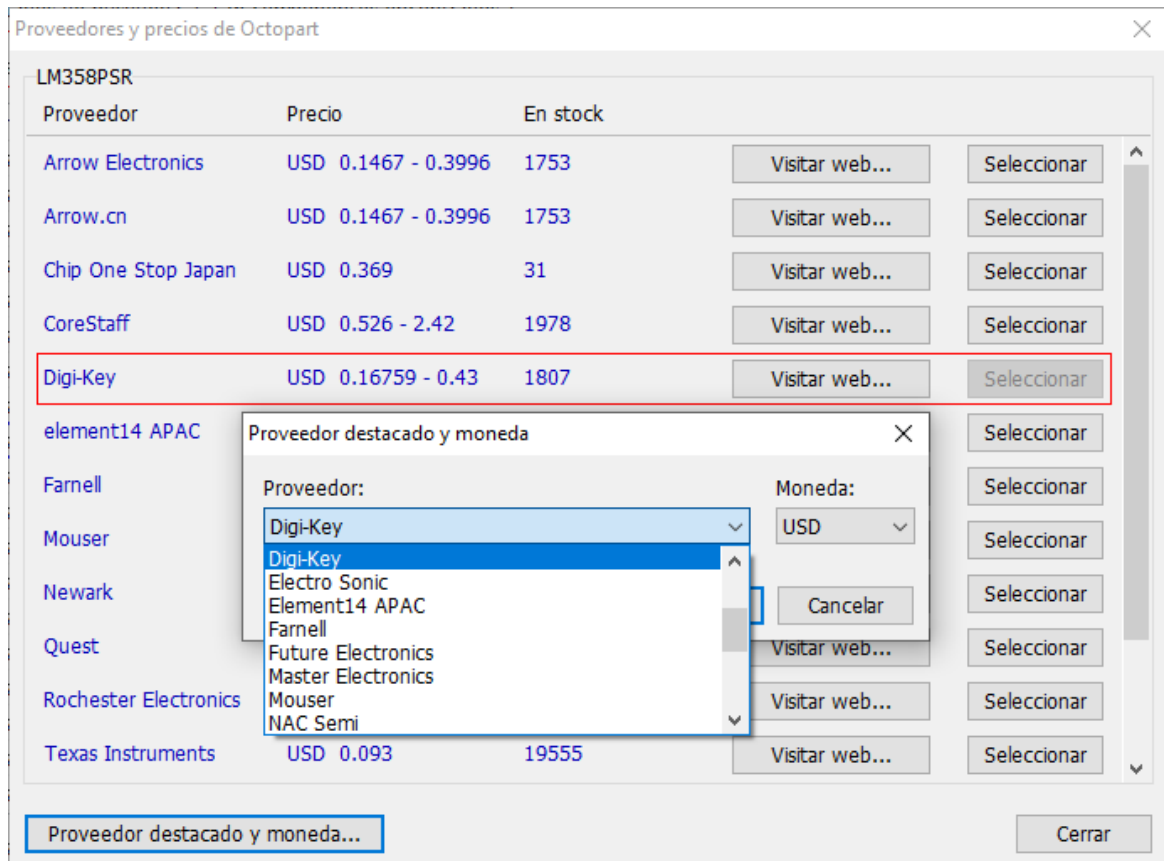 Proveedores y precios de Octopart
LM358PSR
Proveedor Precio En stock
Arrow Electronics USD 0.1467 - 0.3996 1753 Visitar web... Seleccionar
Arrow.cn USD 0.1467 - 0.3996 1753 Visitar web... Seleccionar
Chip One Stop Japan USD 0.369 31 Visitar web... Seleccionar
CoreStaff USD 0.526 - 2.42 1978 Visitar web... Seleccionar
Digi-Key USD 0.16759 - 0.43 1807 Visitar web... Seleccionar
element14 APAC Seleccionar
Farnell Seleccionar
Mouser Seleccionar
Newark Seleccionar
Quest Visitar web... Seleccionar
Rochester Electronics Visitar web... Seleccionar
Texas Instruments USD 0.093 19555 Visitar web... Seleccionar
Proveedor destacado y moneda
Proveedor: Moneda:
Digi-Key USD
Digi-Key
Electro Sonic
Element14 APAC
Farnell
Future Electronics
Master Electronics
Mouser
NAC Semi
Cancelar
Proveedor destacado y moneda... Cerrar